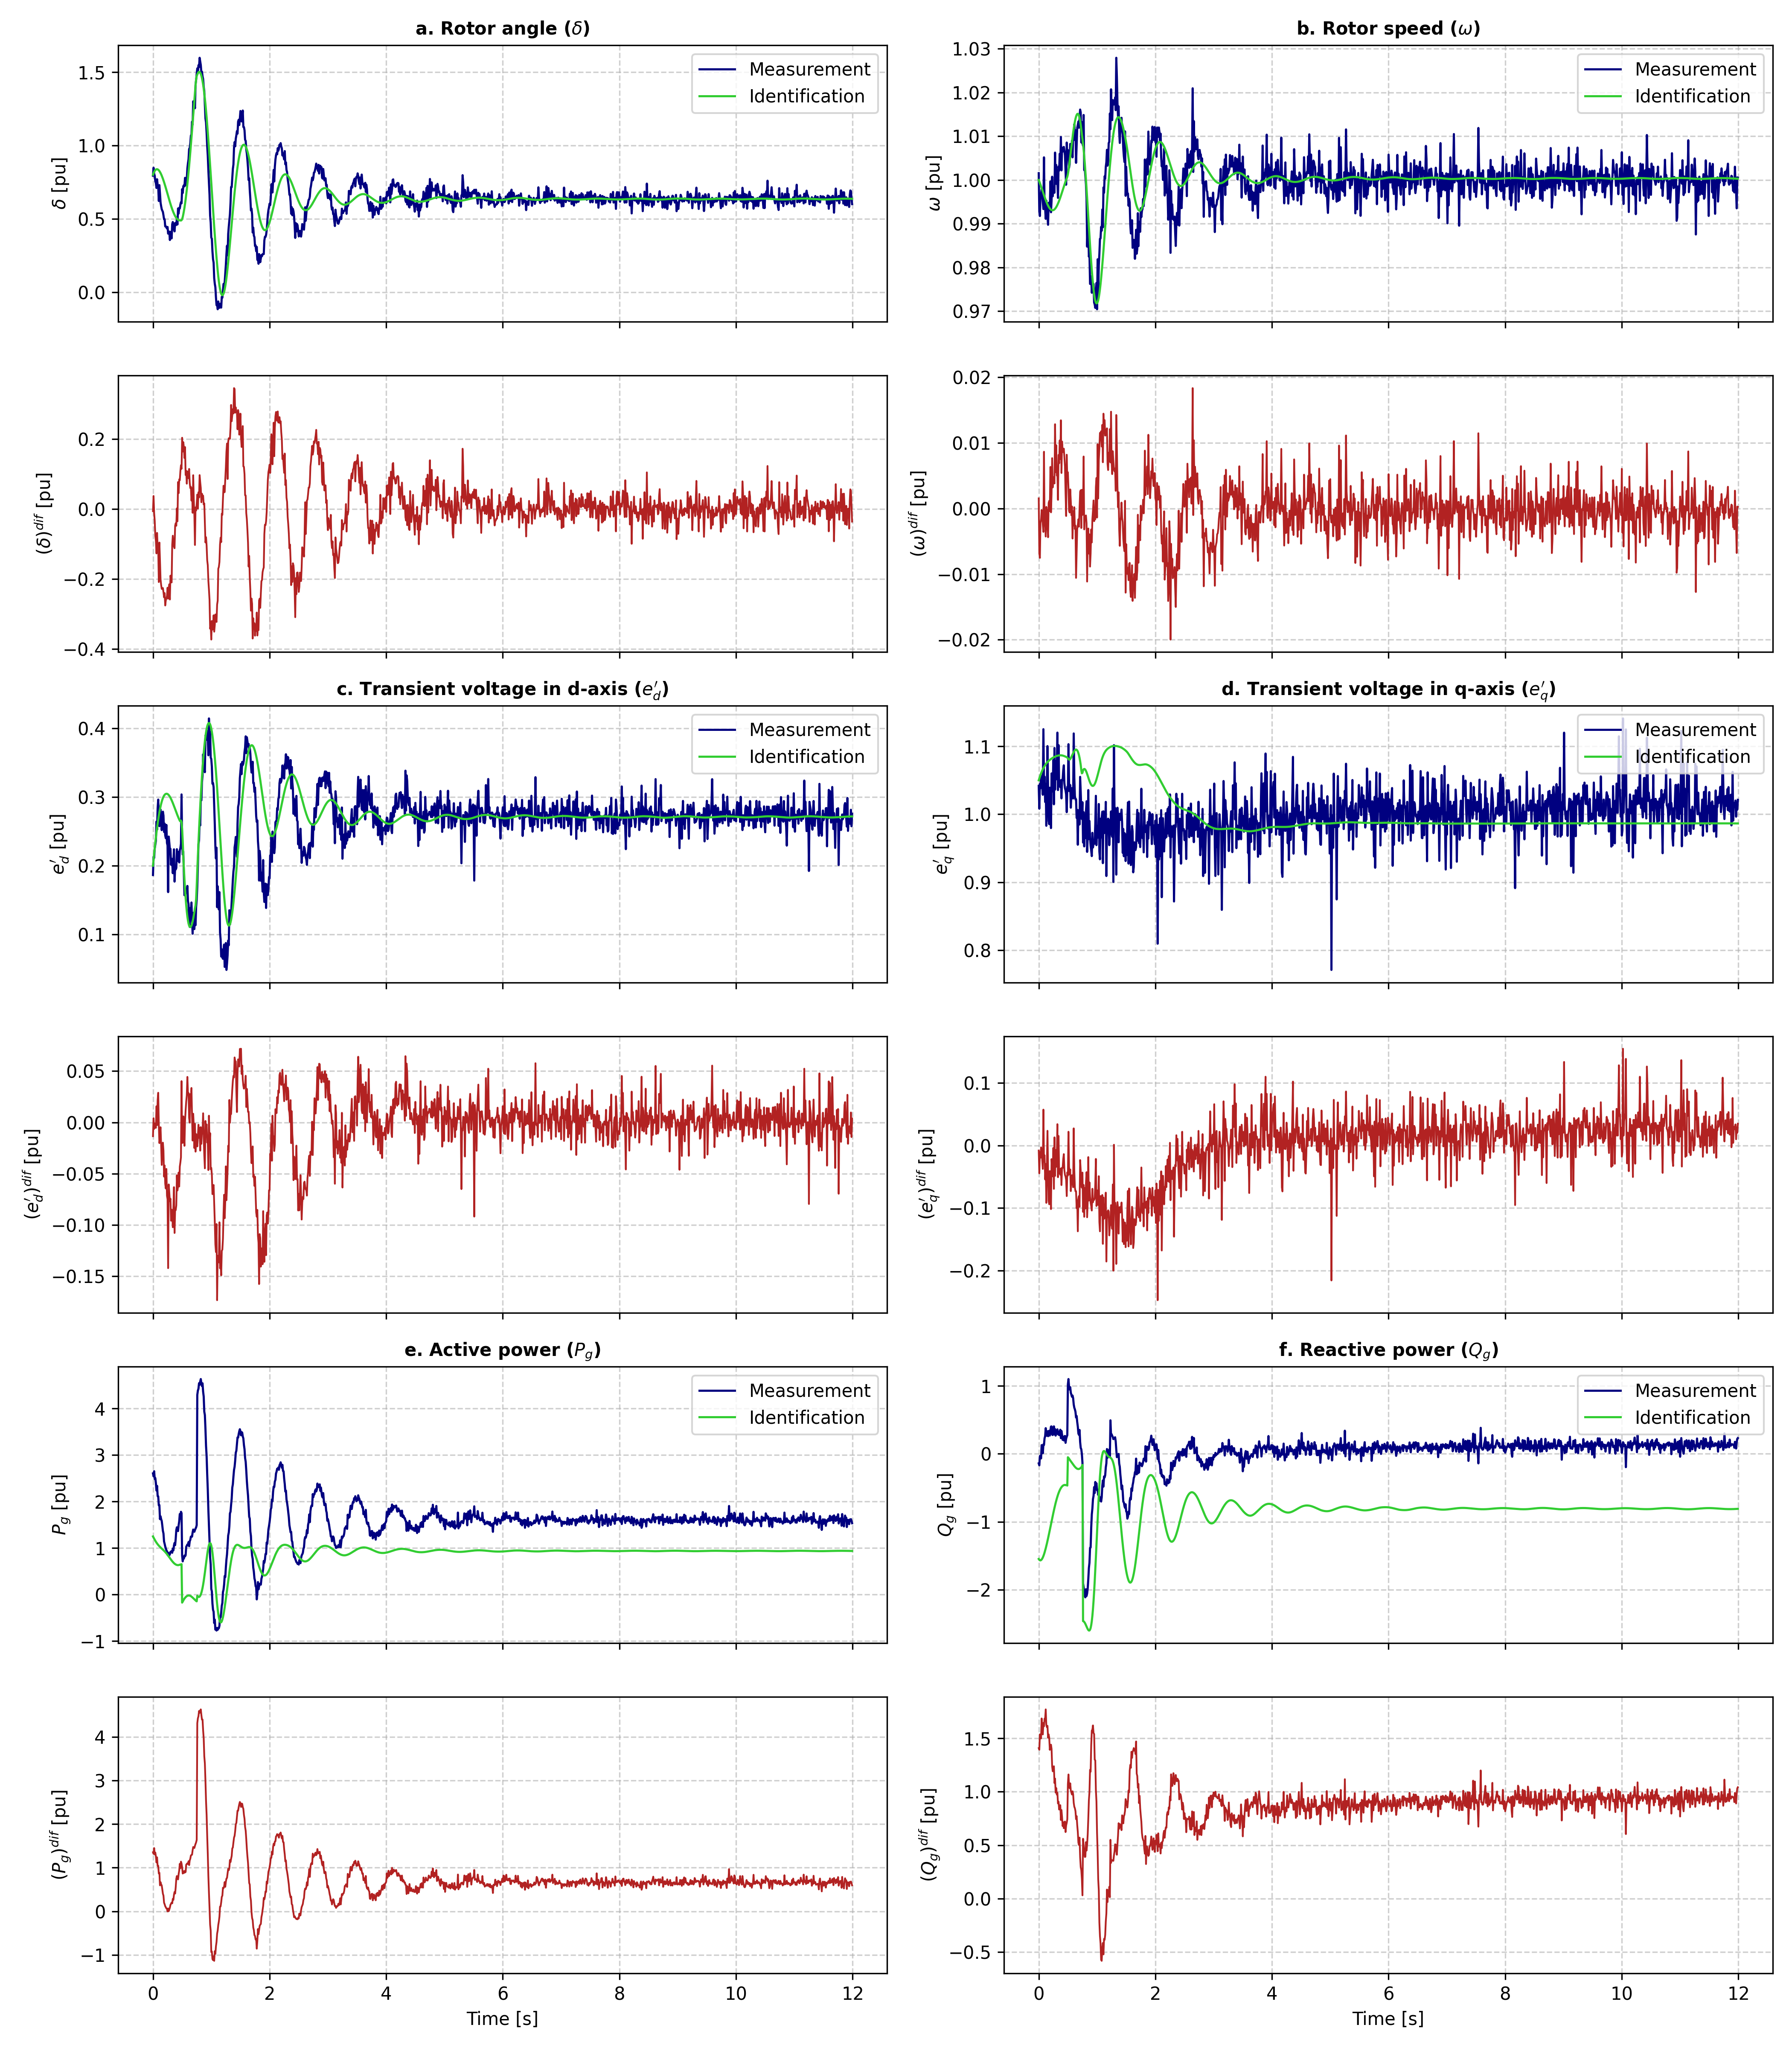 a. Rotor angle (δ)
δ [pu]
1.5
1.0
0.5
0.0
Measurement
Identification
b. Rotor speed (ω)
ω [pu]
1.03
1.02
1.01
1.00
0.99
0.98
0.97
Measurement
Identification
(δ)^{dif} [pu]
0.2
0.0
−0.2
−0.4
(ω)^{dif} [pu]
0.02
0.01
0.00
−0.01
−0.02
c. Transient voltage in d-axis (e′_d)
e′_d [pu]
0.4
0.3
0.2
0.1
Measurement
Identification
d. Transient voltage in q-axis (e′_q)
e′_q [pu]
1.1
1.0
0.9
0.8
Measurement
Identification
(e′_d)^{dif} [pu]
0.05
0.00
−0.05
−0.10
−0.15
(e′_q)^{dif} [pu]
0.1
0.0
−0.1
−0.2
e. Active power (P_g)
P_g [pu]
4
3
2
1
0
−1
Measurement
Identification
f. Reactive power (Q_g)
Q_g [pu]
1
0
−1
−2
Measurement
Identification
(P_g)^{dif} [pu]
4
3
2
1
0
−1
0 2 4 6 8 10 12
Time [s]
(Q_g)^{dif} [pu]
1.5
1.0
0.5
0.0
−0.5
0 2 4 6 8 10 12
Time [s]